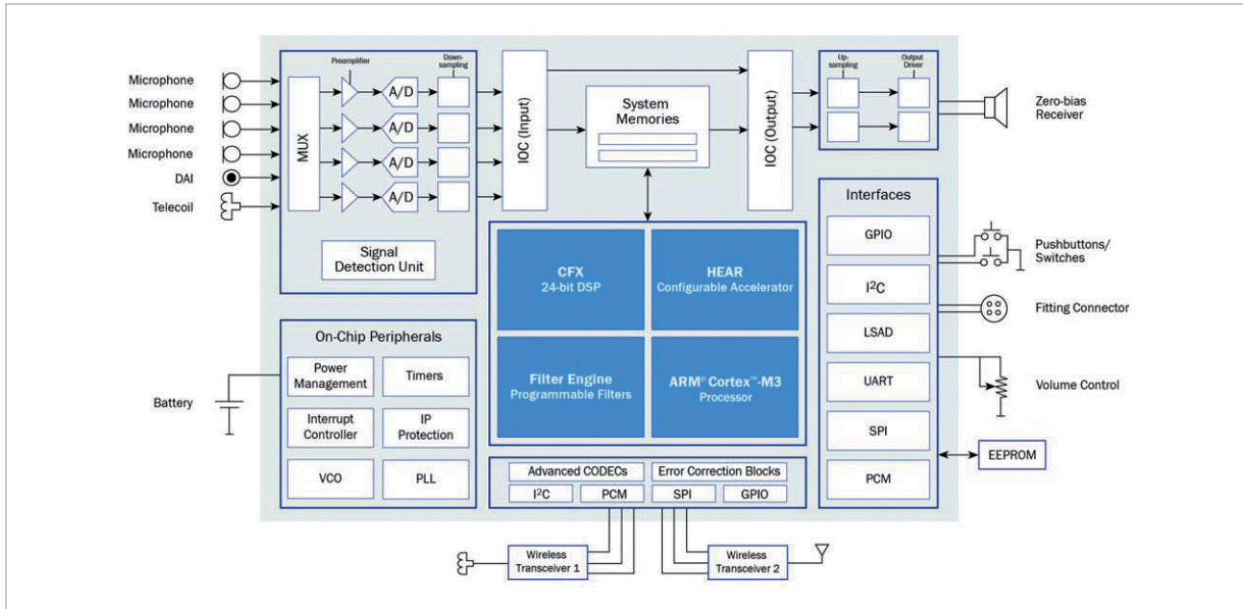 Microphone
Microphone
Microphone
Microphone
DAI
Telecoil
Preamplifier
Down-
sampling
MUX
A/D
A/D
A/D
A/D
Signal
Detection Unit
IOC (Input)
System
Memories
IOC (Output)
Up-
sampling
Output
Driver
Zero-bias
Receiver
CFX
24-bit DSP
HEAR
Configurable Accelerator
Filter Engine
Programmable Filters
ARM® Cortex™-M3
Processor
Interfaces
GPIO
I²C
LSAD
UART
SPI
PCM
Pushbuttons/
Switches
Fitting Connector
Volume Control
EEPROM
On-Chip Peripherals
Power
Management
Timers
Interrupt
Controller
IP
Protection
VCO
PLL
Battery
Advanced CODECs
Error Correction Blocks
I²C
PCM
SPI
GPIO
Wireless
Transceiver 1
Wireless
Transceiver 2